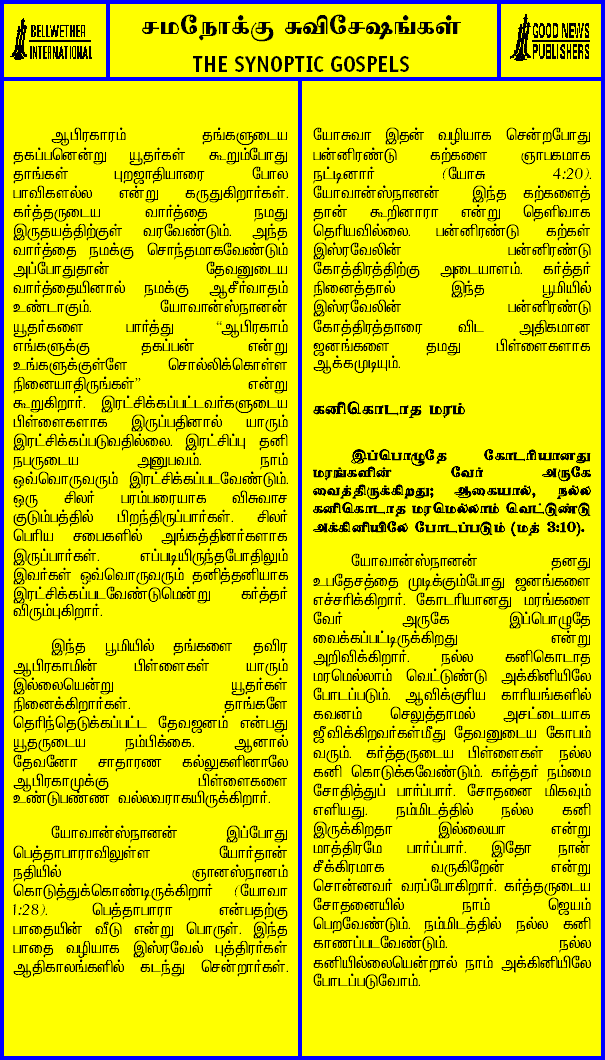 BELLWETHER
INTERNATIONAL
சமநோக்கு சுவிசேஷங்கள்
THE SYNOPTIC GOSPELS
GOOD NEWS
PUBLISHERS
ஆபிரகாரம் தங்களுடைய
தகப்பனென்று யூதர்கள் கூறும்போது
தாங்கள் புறஜாதியாரை போல
பாவிகளல்ல என்று கருதுகிறார்கள்.
கர்த்தருடைய வார்த்தை நமது
இருதயத்திற்குள் வரவேண்டும். அந்த
வார்த்தை நமக்கு சொந்தமாகவேண்டும்
அப்போதுதான் தேவனுடைய
வார்த்தையினால் நமக்கு ஆசீர்வாதம்
உண்டாகும். யோவான்ஸ்நானன்
யூதர்களை பார்த்து “ஆபிரகாம்
எங்களுக்கு தகப்பன் என்று
உங்களுக்குள்ளே சொல்லிக்கொள்ள
நினையாதிருங்கள்” என்று
கூறுகிறார். இரட்சிக்கப்பட்டவர்களுடைய
பிள்ளைகளாக இருப்பதினால் யாரும்
இரட்சிக்கப்படுவதில்லை. இரட்சிப்பு தனி
நபருடைய அனுபவம். நாம்
ஒவ்வொருவரும் இரட்சிக்கப்படவேண்டும்.
ஒரு சிலர் பரம்பரையாக விசுவாச
குடும்பத்தில் பிறந்திருப்பார்கள். சிலர்
பெரிய சபைகளில் அங்கத்தினர்களாக
இருப்பார்கள். எப்படியிருந்தபோதிலும்
இவர்கள் ஒவ்வொருவரும் தனித்தனியாக
இரட்சிக்கப்படவேண்டுமென்று கர்த்தர்
விரும்புகிறார்.
இந்த பூமியில் தங்களை தவிர
ஆபிரகாமின் பிள்ளைகள் யாரும்
இல்லையென்று யூதர்கள்
நினைக்கிறார்கள். தாங்களே
தெரிந்தெடுக்கப்பட்ட தேவஜனம் என்பது
யூதருடைய நம்பிக்கை. ஆனால்
தேவனோ சாதாரண கல்லுகளினாலே
ஆபிரகாமுக்கு பிள்ளைகளை
உண்டுபண்ண வல்லவராகயிருக்கிறார்.
யோவான்ஸ்நானன் இப்போது
பெத்தாபாராவிலுள்ள யோர்தான்
நதியில் ஞானஸ்நானம்
கொடுத்துக்கொண்டிருக்கிறார் (யோவா
1:28). பெத்தாபாரா என்பதற்கு
பாதையின் வீடு என்று பொருள். இந்த
பாதை வழியாக இஸ்ரவேல் புத்திரர்கள்
ஆதிகாலங்களில் கடந்து சென்றார்கள்.
யோசுவா இதன் வழியாக சென்றபோது
பன்னிரண்டு கற்களை ஞாபகமாக
நட்டினார் (யோசு 4:20).
யோவான்ஸ்நானன் இந்த கற்களைத்
தான் கூறினாரா என்று தெளிவாக
தெரியவில்லை. பன்னிரண்டு கற்கள்
இஸ்ரவேலின் பன்னிரண்டு
கோத்திரத்திற்கு அடையாளம். கர்த்தர்
நினைத்தால் இந்த பூமியில்
இஸ்ரவேலின் பன்னிரண்டு
கோத்திரத்தாரை விட அதிகமான
ஜனங்களை தமது பிள்ளைகளாக
ஆக்கமுடியும்.
கனிகொடாத மரம்
இப்பொழுதே கோடரியானது
மரங்களின் வேர் அருகே
வைத்திருக்கிறது; ஆகையால், நல்ல
கனிகொடாத மரமெல்லாம் வெட்டுண்டு
அக்கினியிலே போடப்படும் (மத் 3:10).
யோவான்ஸ்நானன் தனது
உபதேசத்தை முடிக்கும்போது ஜனங்களை
எச்சரிக்கிறார். கோடரியானது மரங்களை
வேர் அருகே இப்பொழுதே
வைக்கப்பட்டிருக்கிறது என்று
அறிவிக்கிறார். நல்ல கனிகொடாத
மரமெல்லாம் வெட்டுண்டு அக்கினியிலே
போடப்படும். ஆவிக்குரிய காரியங்களில்
கவனம் செலுத்தாமல் அசட்டையாக
ஜீவிக்கிறவர்கள்மீது தேவனுடைய கோபம்
வரும். கர்த்தருடைய பிள்ளைகள் நல்ல
கனி கொடுக்கவேண்டும். கர்த்தர் நம்மை
சோதித்துப் பார்ப்பார். சோதனை மிகவும்
எளியது. நம்மிடத்தில் நல்ல கனி
இருக்கிறதா இல்லையா என்று
மாத்திரமே பார்ப்பார். இதோ நான்
சீக்கிரமாக வருகிறேன் என்று
சொன்னவர் வரப்போகிறார். கர்த்தருடைய
சோதனையில் நாம் ஜெயம்
பெறவேண்டும். நம்மிடத்தில் நல்ல கனி
காணப்படவேண்டும். நல்ல
கனியில்லையென்றால் நாம் அக்கினியிலே
போடப்படுவோம்.